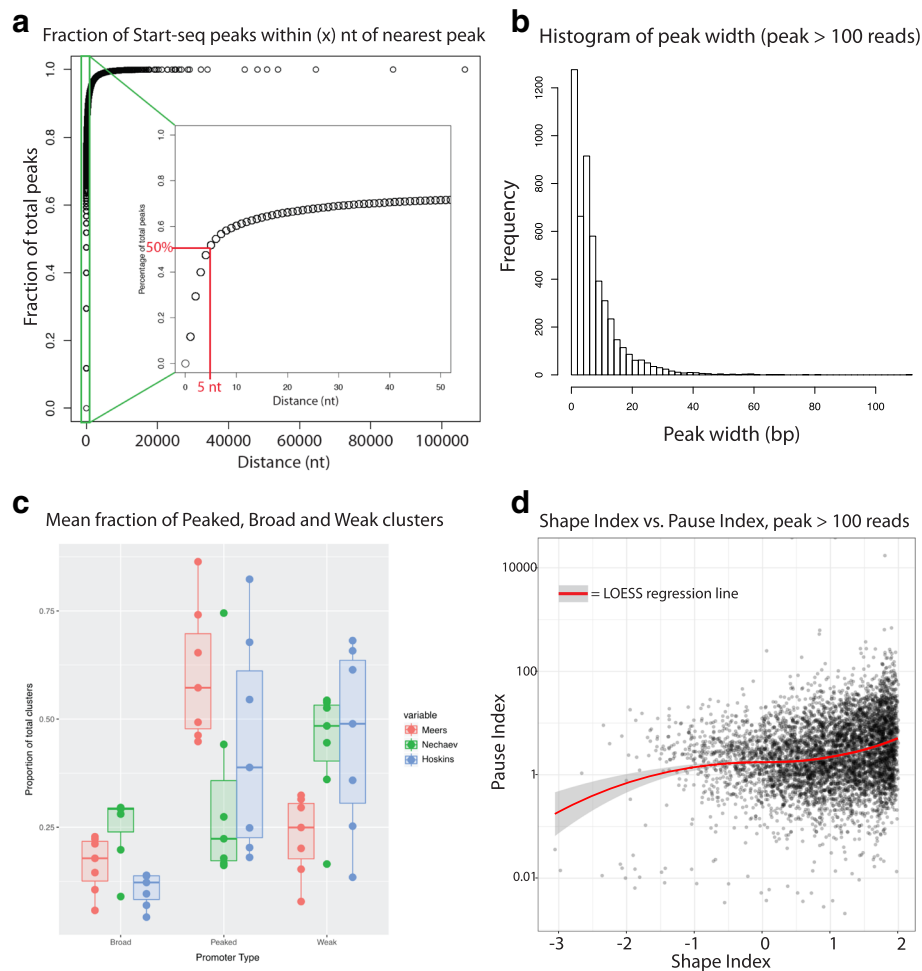 a
Fraction of Start-seq peaks within (x) nt of nearest peak
Fraction of total peaks
1.0
0.8
0.6
0.4
0.2
0.0
0
20000
40000
60000
80000
100000
Distance (nt)
Percentage of total peaks
1.0
0.8
0.6
0.4
0.2
0.0
50%
5 nt
0
10
20
30
40
50
Distance (nt)
b
Histogram of peak width (peak > 100 reads)
Frequency
1200
1000
800
600
400
200
0
0
20
40
60
80
100
Peak width (bp)
c
Mean fraction of Peaked, Broad and Weak clusters
Proportion of total clusters
0.75
0.50
0.25
Broad
Peaked
Weak
Promoter Type
variable
Meers
Nechaev
Hoskins
d
Shape Index vs. Pause Index, peak > 100 reads
Pause Index
10000
100
1
0.01
= LOESS regression line
-3
-2
-1
0
1
2
Shape Index